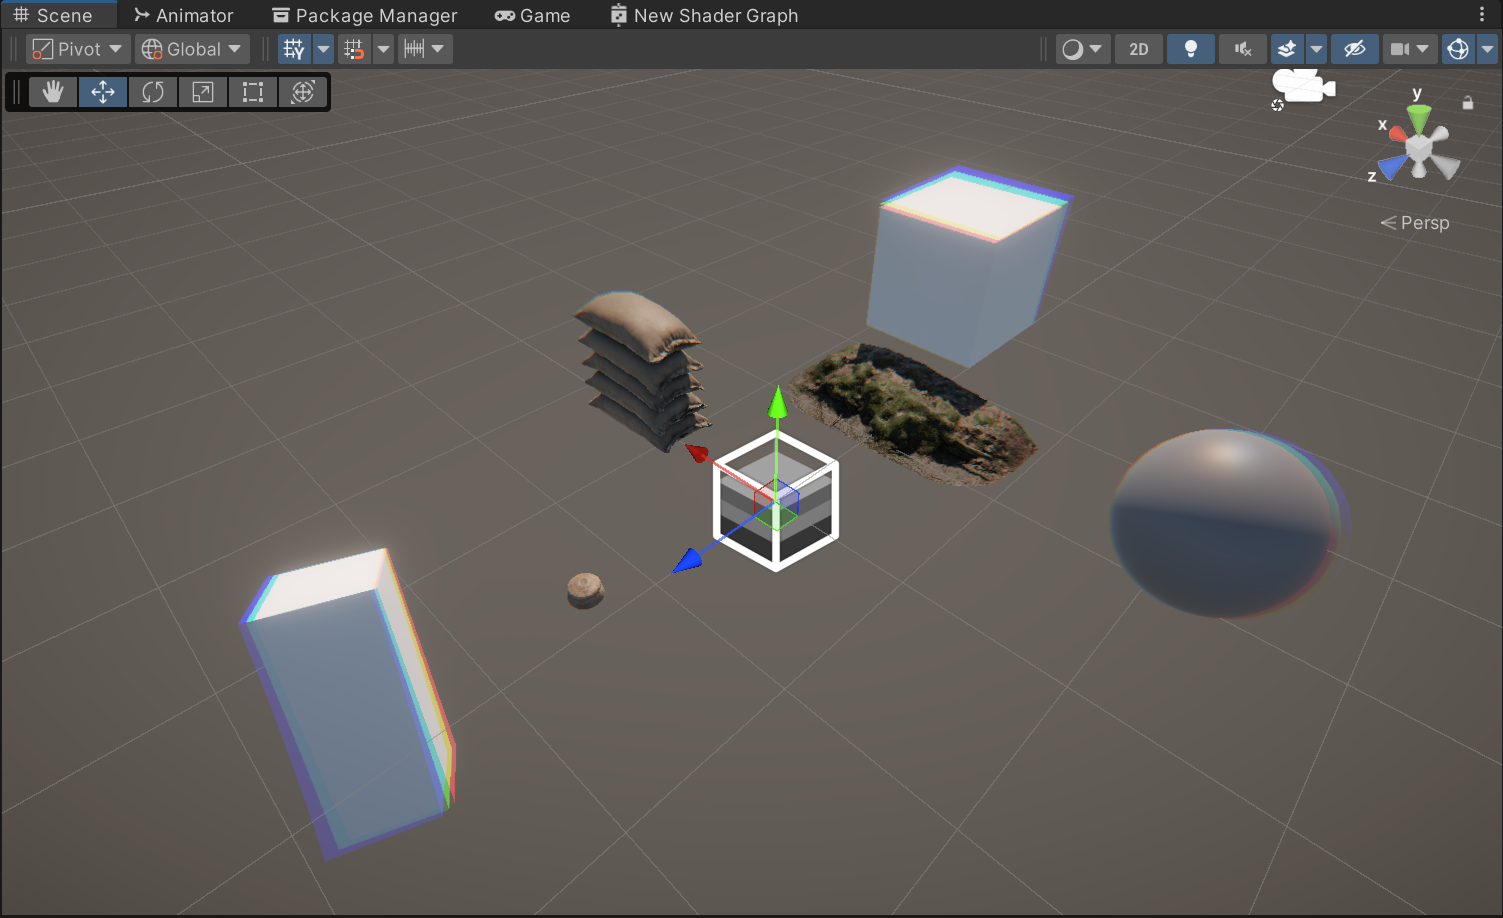 Scene Animator Package Manager Game New Shader Graph
Pivot Global 2D
y
x
z
Persp